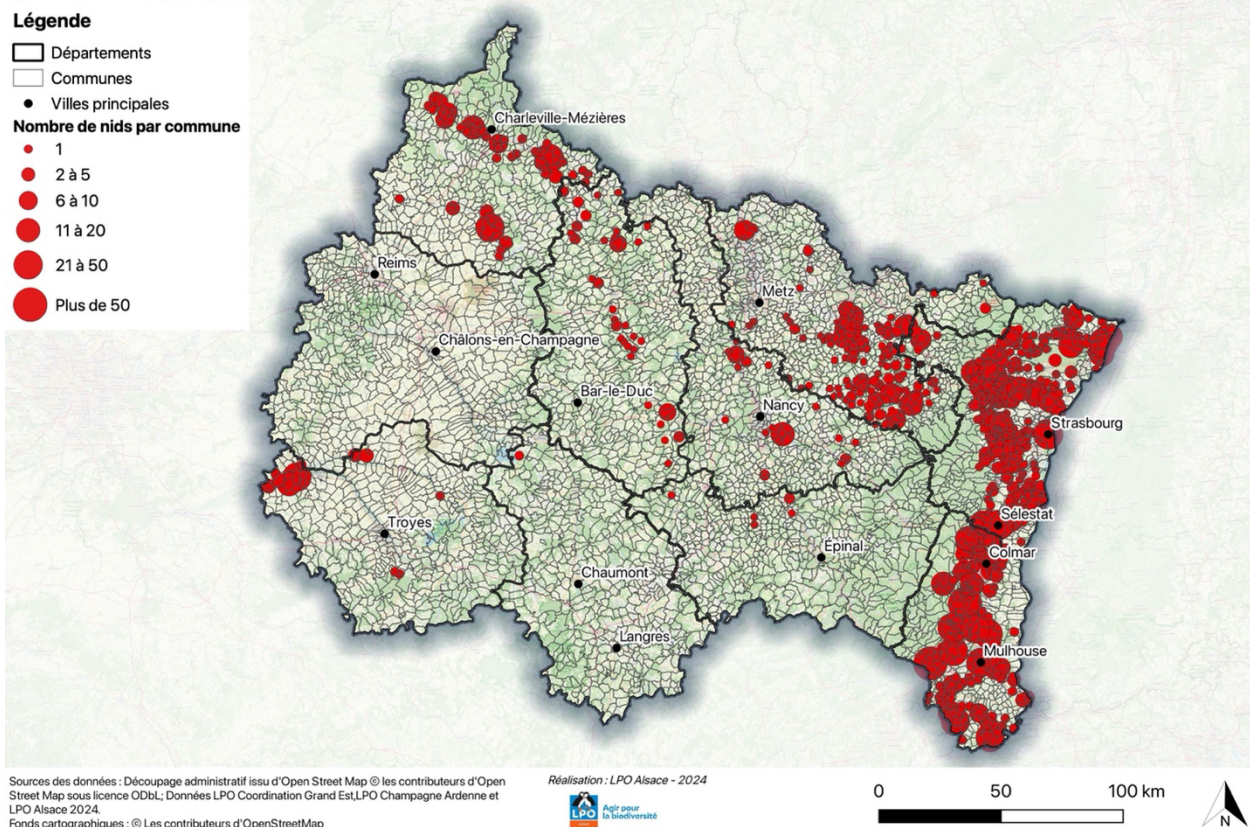 Légende
Départements
Communes
Villes principales
Nombre de nids par commune
1
2 à 5
6 à 10
11 à 20
21 à 50
Plus de 50
Charleville-Mézières
Reims
Metz
Châlons-en-Champagne
Bar-le-Duc
Nancy
Strasbourg
Sélestat
Troyes
Épinal
Colmar
Chaumont
Langres
Mulhouse
Sources des données : Découpage administratif issu d'Open Street Map © les contributeurs d'Open
Street Map sous licence ODbL; Données LPO Coordination Grand Est,LPO Champagne Ardenne et
LPO Alsace 2024.
Fonds cartographiques : © Les contributeurs d'OpenStreetMap
Réalisation : LPO Alsace - 2024
LPO
Agir pour
la biodiversité
0 50 100 km
N